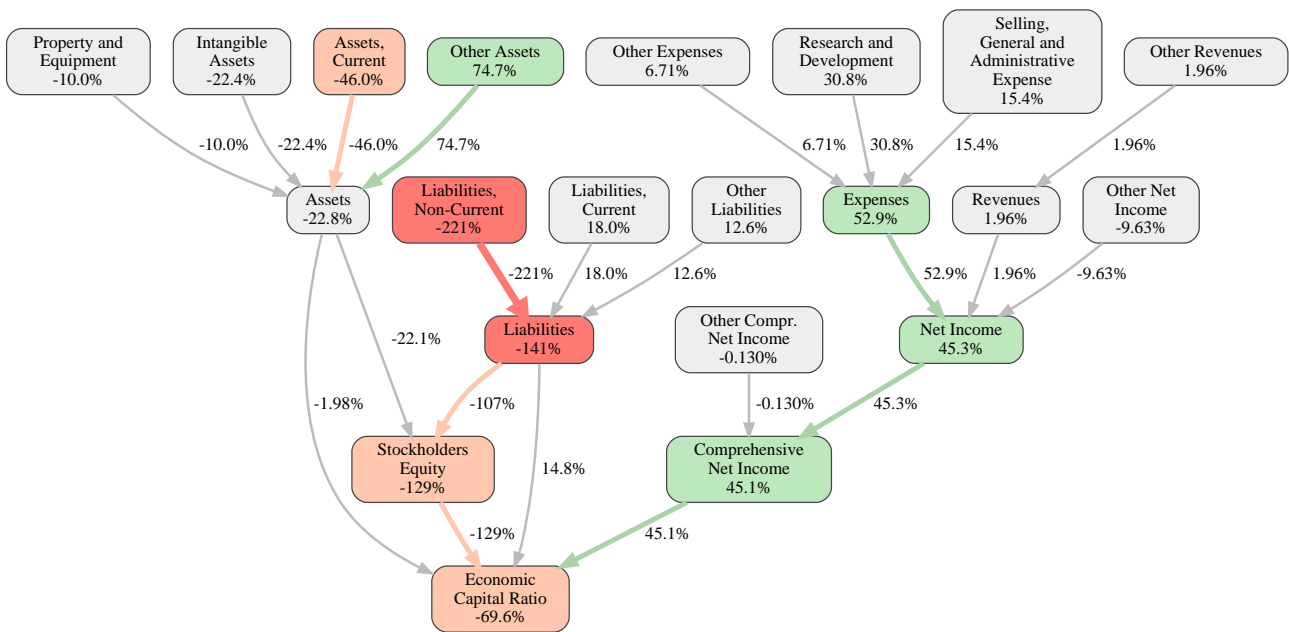 Property and
Equipment
-10.0%
Intangible
Assets
-22.4%
Assets,
Current
-46.0%
Other Assets
74.7%
Other Expenses
6.71%
Research and
Development
30.8%
Selling,
General and
Administrative
Expense
15.4%
Other Revenues
1.96%
-10.0%
-22.4%
-46.0%
74.7%
6.71%
30.8%
15.4%
1.96%
Assets
-22.8%
Liabilities,
Non-Current
-221%
Liabilities,
Current
18.0%
Other
Liabilities
12.6%
Expenses
52.9%
Revenues
1.96%
Other Net
Income
-9.63%
-221%
18.0%
12.6%
52.9%
1.96%
-9.63%
-22.1%
Liabilities
-141%
Other Compr.
Net Income
-0.130%
Net Income
45.3%
-1.98%
-107%
-0.130%
45.3%
Stockholders
Equity
-129%
14.8%
Comprehensive
Net Income
45.1%
-129%
45.1%
Economic
Capital Ratio
-69.6%